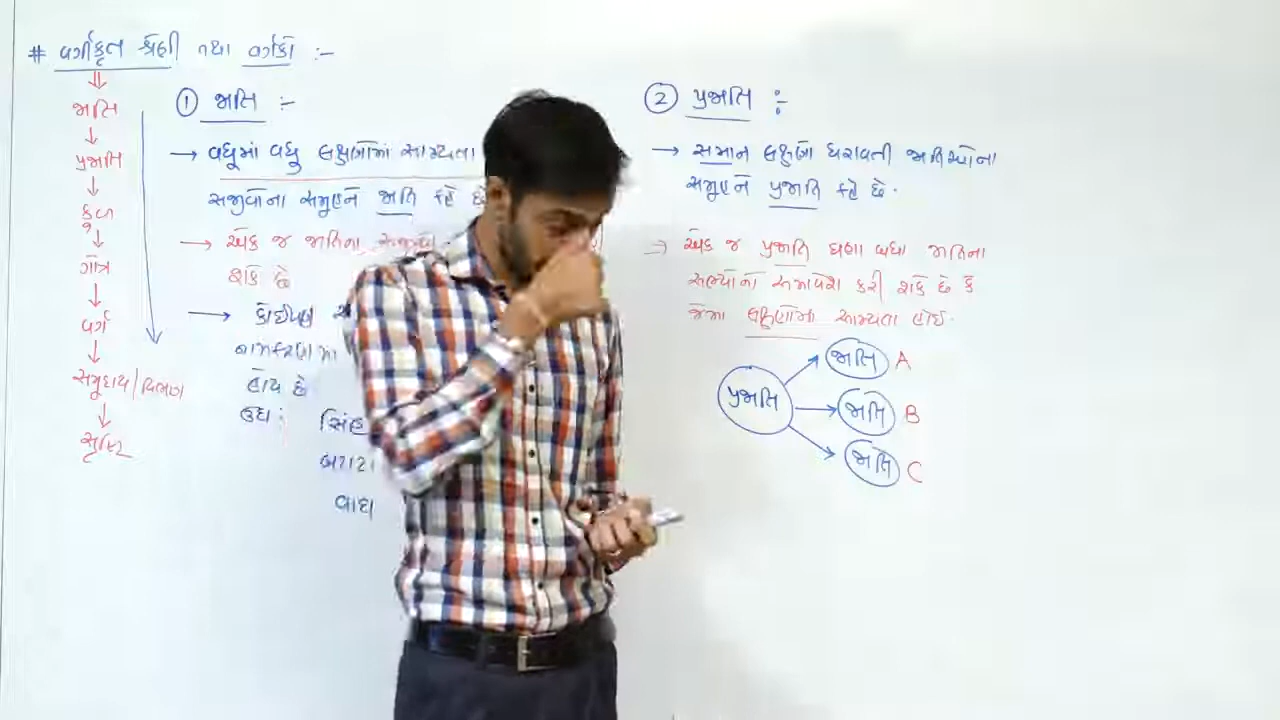 # વર્ગીકૃત શ્રેણી તથા વર્ગકો :-
જાતિ
પ્રજાતિ
કુળ
ગોત્ર
વર્ગ
સમુદાય/વિભાગ
સૃષ્ટિ
① જાતિ :-
→ વધુમાં વધુ લક્ષણોમાં સામ્યતા
સજીવોના સમૂહને જાતિ કહે છે
→ એક જ જાતિના
શકે છે
→ કોઈપણ
નામકરણમાં
હોય છે
ઉદા :
સિંહ
વાઘ
② પ્રજાતિ :-
→ સમાન લક્ષણો ધરાવતી જાતિઓના
સમૂહને પ્રજાતિ કહે છે.
→ એક જ પ્રજાતિ ઘણા બધા જાતિના
સભ્યોનો સમાવેશ કરી શકે છે કે
જેમાં લક્ષણોમાં સામ્યતા હોઈ.
પ્રજાતિ
જાતિ A
જાતિ B
જાતિ C